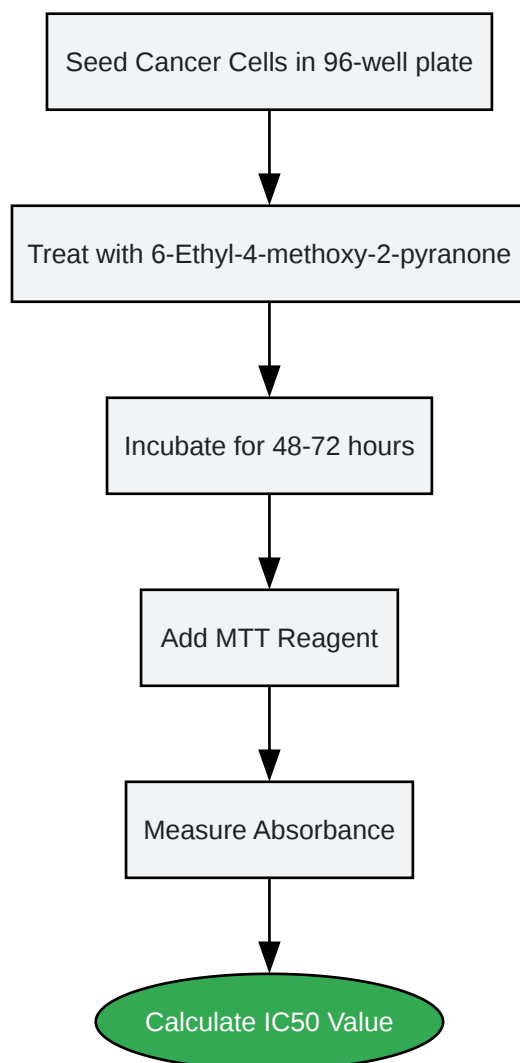 Seed Cancer Cells in 96-well plate
Treat with 6-Ethyl-4-methoxy-2-pyranone
Incubate for 48-72 hours
Add MTT Reagent
Measure Absorbance
Calculate IC50 Value